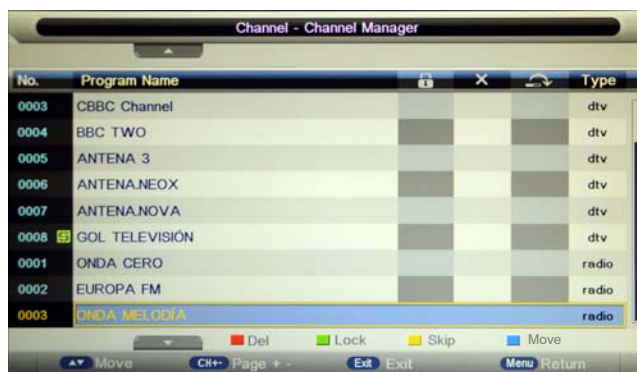 Channel - Channel Manager
No. Program Name Type
0003 CBBC Channel dtv
0004 BBC TWO dtv
0005 ANTENA 3 dtv
0006 ANTENA.NEOX dtv
0007 ANTENA.NOVA dtv
0008 GOL TELEVISIÓN dtv
0001 ONDA CERO radio
0002 EUROPA FM radio
0003 ONDA MELODÍA radio
Del Lock Skip Move
Move CH+- Page + - Exit Exit Menu Return